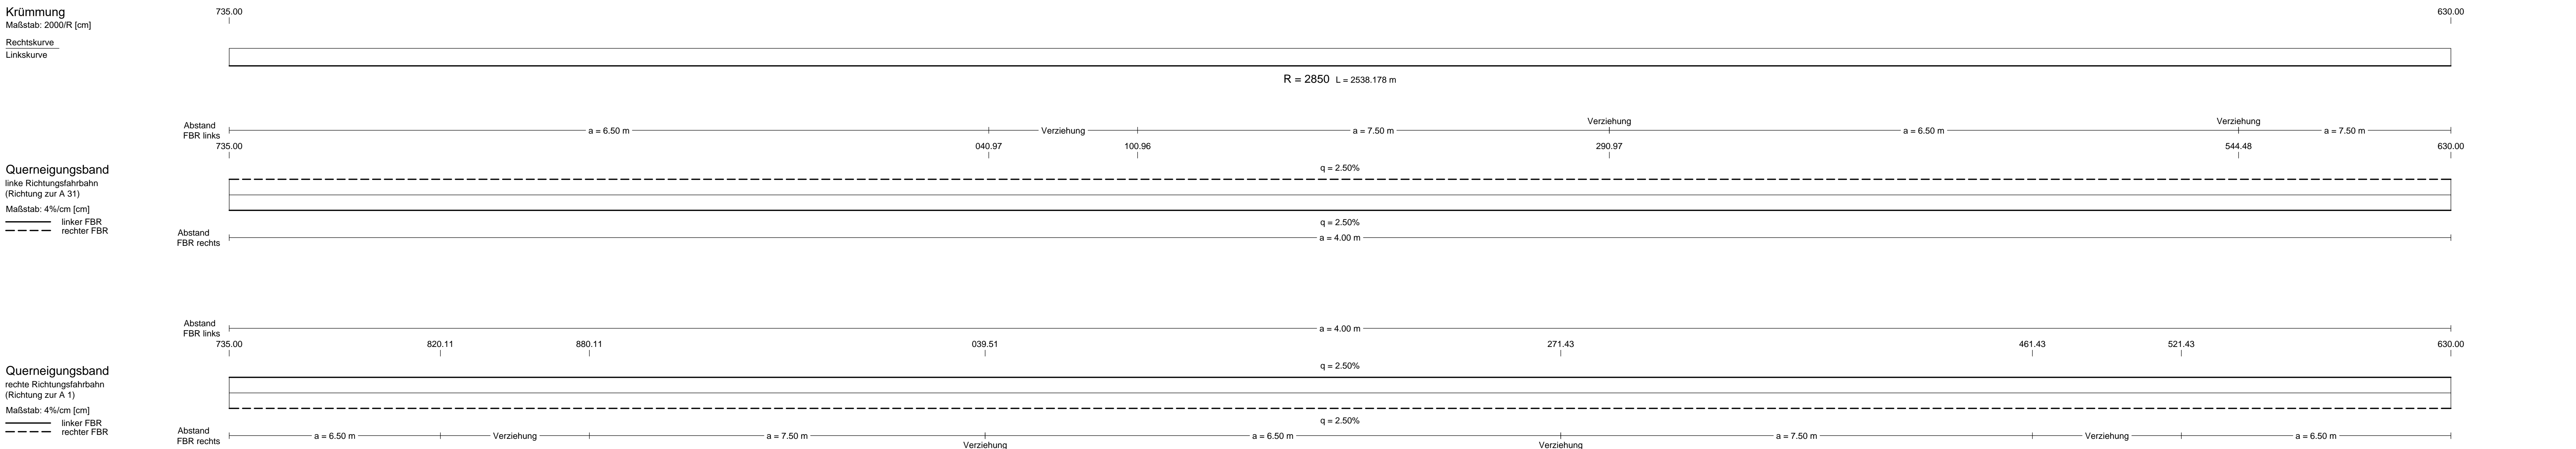 Krümmung
Maßstab: 2000/R [cm]
Rechtskurve
Linkskurve
735.00
630.00
R = 2850 L = 2538.178 m
Abstand
FBR links
a = 6.50 m
Verziehung
a = 7.50 m
Verziehung
a = 6.50 m
Verziehung
a = 7.50 m
735.00
040.97
100.96
290.97
544.48
630.00
Querneigungsband
linke Richtungsfahrbahn
(Richtung zur A 31)
Maßstab: 4%/cm [cm]
linker FBR
rechter FBR
q = 2.50%
q = 2.50%
Abstand
FBR rechts
a = 4.00 m
Abstand
FBR links
a = 4.00 m
735.00
820.11
880.11
039.51
271.43
461.43
521.43
630.00
Querneigungsband
rechte Richtungsfahrbahn
(Richtung zur A 1)
Maßstab: 4%/cm [cm]
linker FBR
rechter FBR
q = 2.50%
q = 2.50%
Abstand
FBR rechts
a = 6.50 m
Verziehung
a = 7.50 m
Verziehung
a = 6.50 m
Verziehung
a = 7.50 m
Verziehung
a = 6.50 m